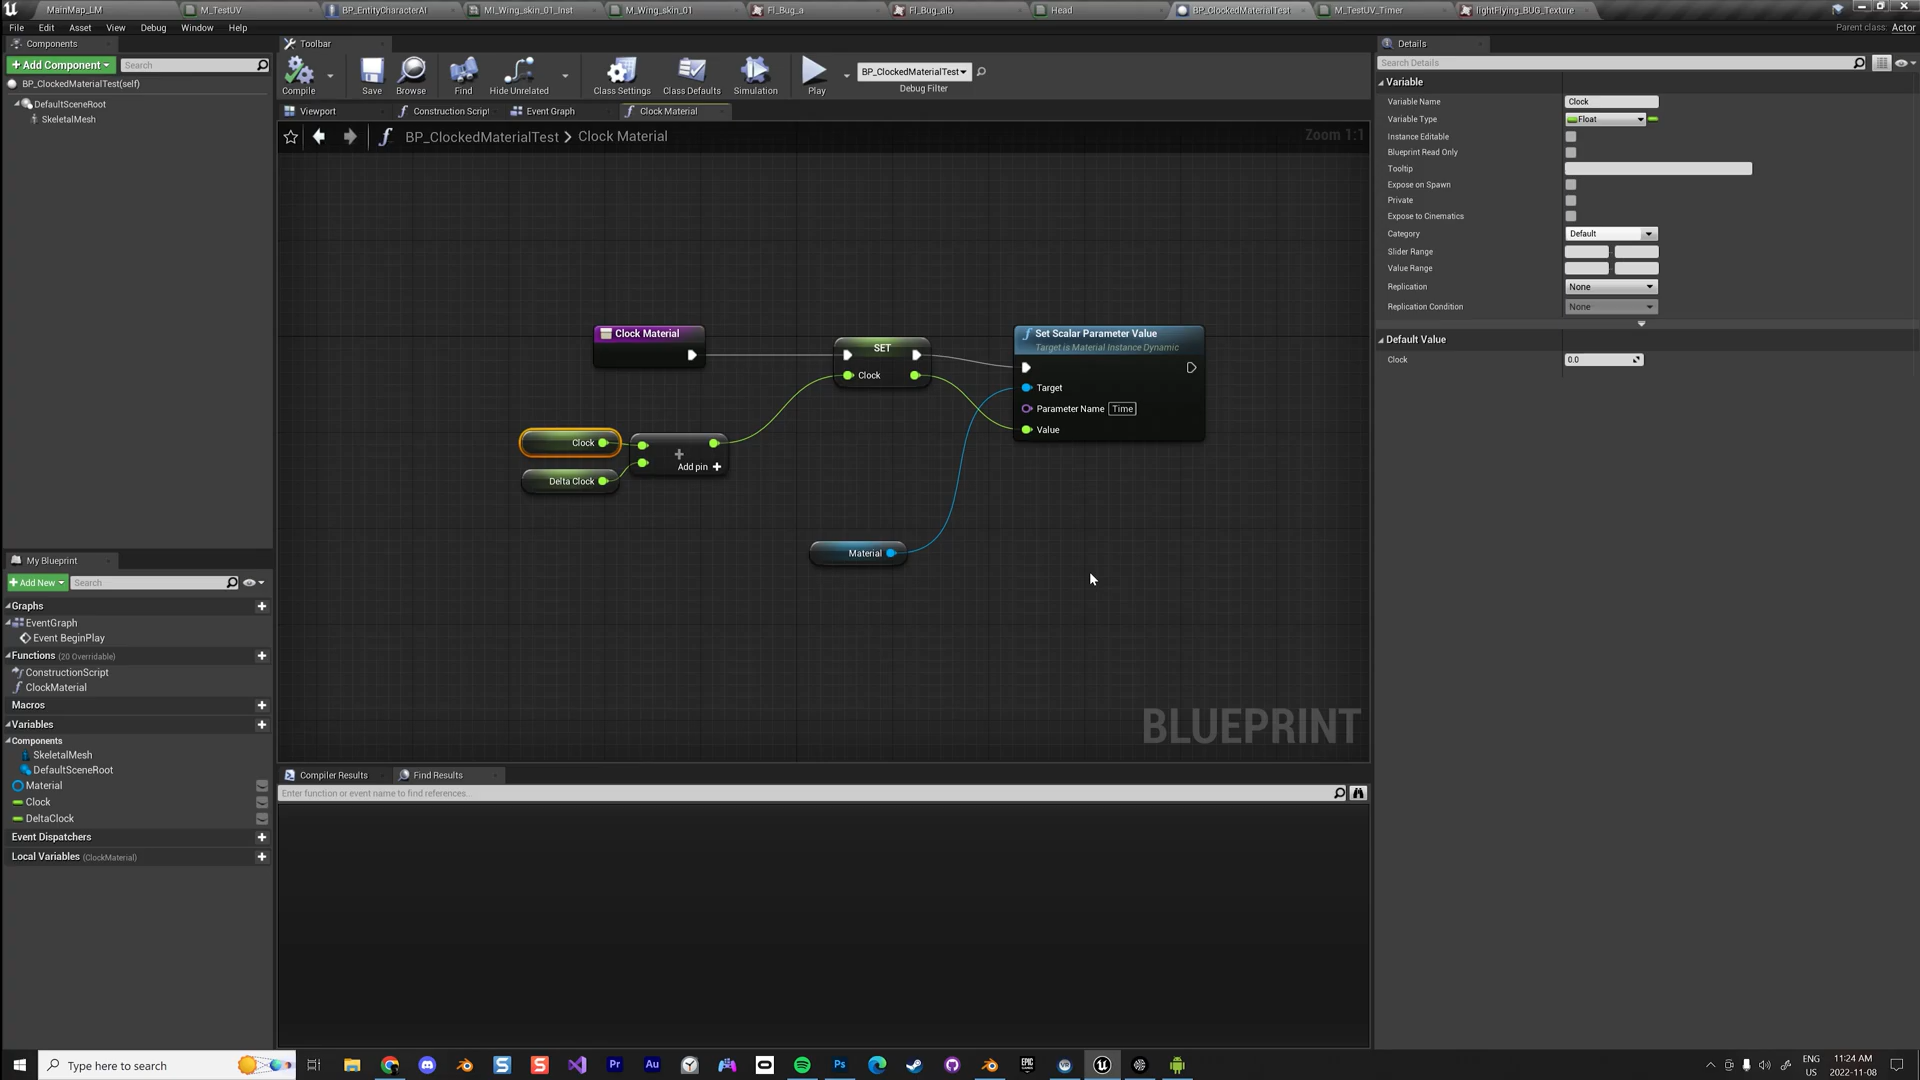 MainMap_LM
M_TestUV
BP_EntityCharacterAI
MI_Wing_skin_01_Inst
M_Wing_skin_01
Fl_Bug_a
Fl_Bug_alb
Head
BP_ClockedMaterialTest
M_TestUV_Timer
lightFlying_BUG_Texture
File Edit Asset View Debug Window Help
Parent class: Actor
Components
Toolbar
Details
+ Add Component
Search
Search Details
BP_ClockedMaterialTest(self)
DefaultSceneRoot
SkeletalMesh
Compile
Save
Browse
Find
Hide Unrelated
Class Settings
Class Defaults
Simulation
Play
BP_ClockedMaterialTest
Debug Filter
Viewport
Construction Script
Event Graph
Clock Material
BP_ClockedMaterialTest > Clock Material
Zoom 1:1
Clock Material
SET
Clock
Set Scalar Parameter Value
Target is Material Instance Dynamic
Target
Parameter Name Time
Value
Clock
Delta Clock
Add pin +
Material
BLUEPRINT
Variable
Variable Name Clock
Variable Type Float
Instance Editable
Blueprint Read Only
Tooltip
Expose on Spawn
Private
Expose to Cinematics
Category Default
Slider Range
Value Range
Replication None
Replication Condition None
Default Value
Clock 0.0
My Blueprint
+ Add New
Search
Graphs
EventGraph
Event BeginPlay
Functions (20 Overridable)
ConstructionScript
ClockMaterial
Macros
Variables
Components
SkeletalMesh
DefaultSceneRoot
Material
Clock
DeltaClock
Event Dispatchers
Local Variables (ClockMaterial)
Compiler Results
Find Results
Enter function or event name to find references...
Type here to search
ENG
US
11:24 AM
2022-11-08